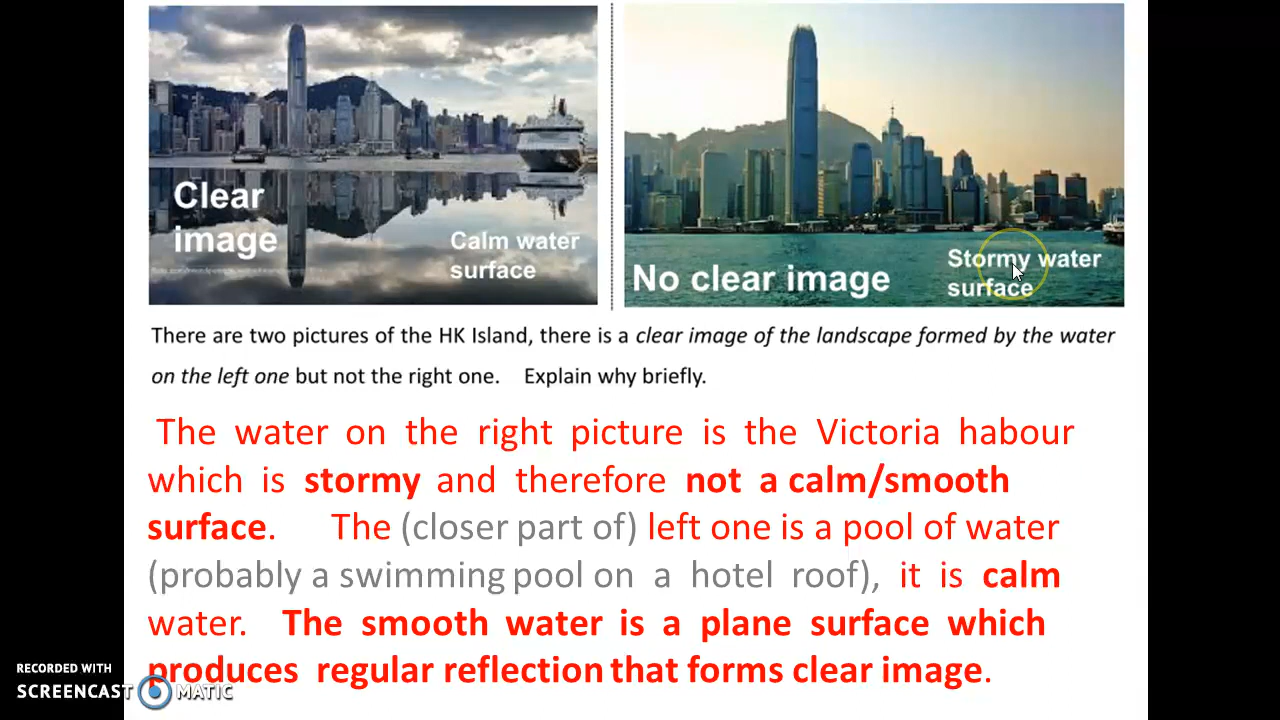 Clear
image
Calm water
surface
No clear image
Stormy water
surface
There are two pictures of the HK Island, there is a clear image of the landscape formed by the water
on the left one but not the right one. Explain why briefly.
The water on the right picture is the Victoria habour
which is stormy and therefore not a calm/smooth
surface. The (closer part of) left one is a pool of water
(probably a swimming pool on a hotel roof), it is calm
water. The smooth water is a plane surface which
produces regular reflection that forms clear image.
RECORDED WITH
SCREENCAST MATIC